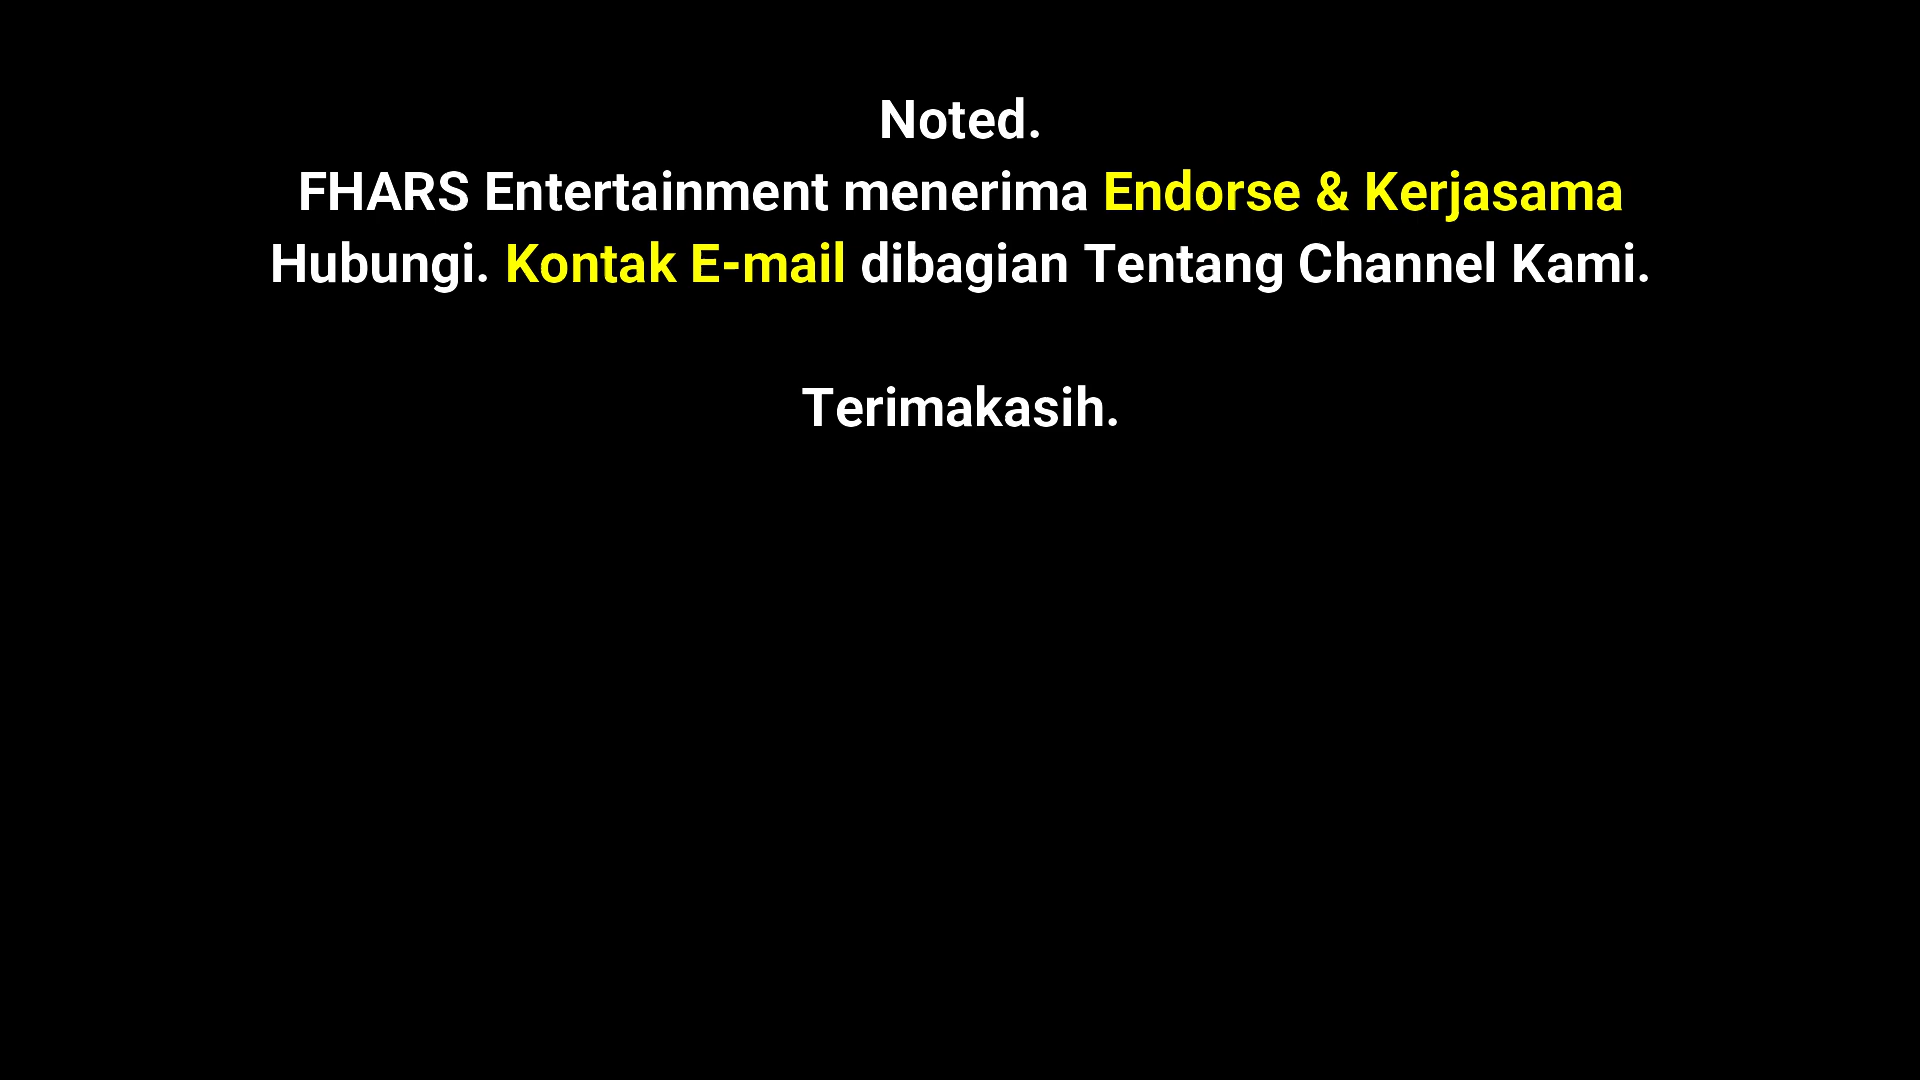 Noted.
FHARS Entertainment menerima Endorse & Kerjasama
Hubungi. Kontak E-mail dibagian Tentang Channel Kami.
Terimakasih.